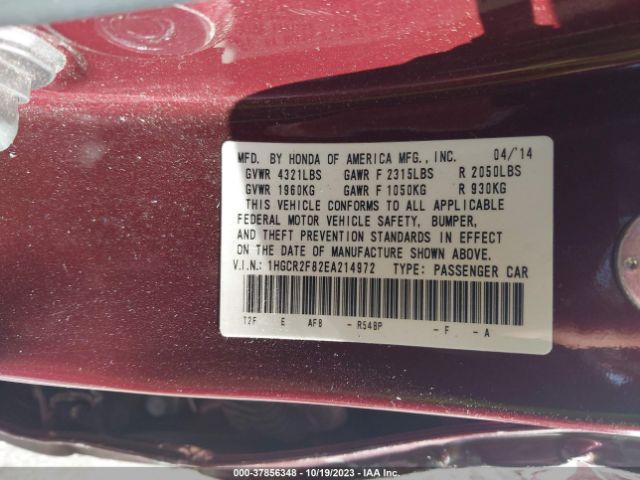 MFD. BY HONDA OF AMERICA MFG., INC. 04/'14
GVWR 4321LBS GAWR F 2315LBS R 2050LBS
GVWR 1960KG GAWR F 1050KG R 930KG
THIS VEHICLE CONFORMS TO ALL APPLICABLE
FEDERAL MOTOR VEHICLE SAFETY, BUMPER,
AND THEFT PREVENTION STANDARDS IN EFFECT
ON THE DATE OF MANUFACTURE SHOWN ABOVE.
V.I.N.: 1HGCR2F82EA214972 TYPE: PASSENGER CAR
T2F E AF8 - R548P - F - A
000-37856348 | 10/19/2023 | IAA Inc.